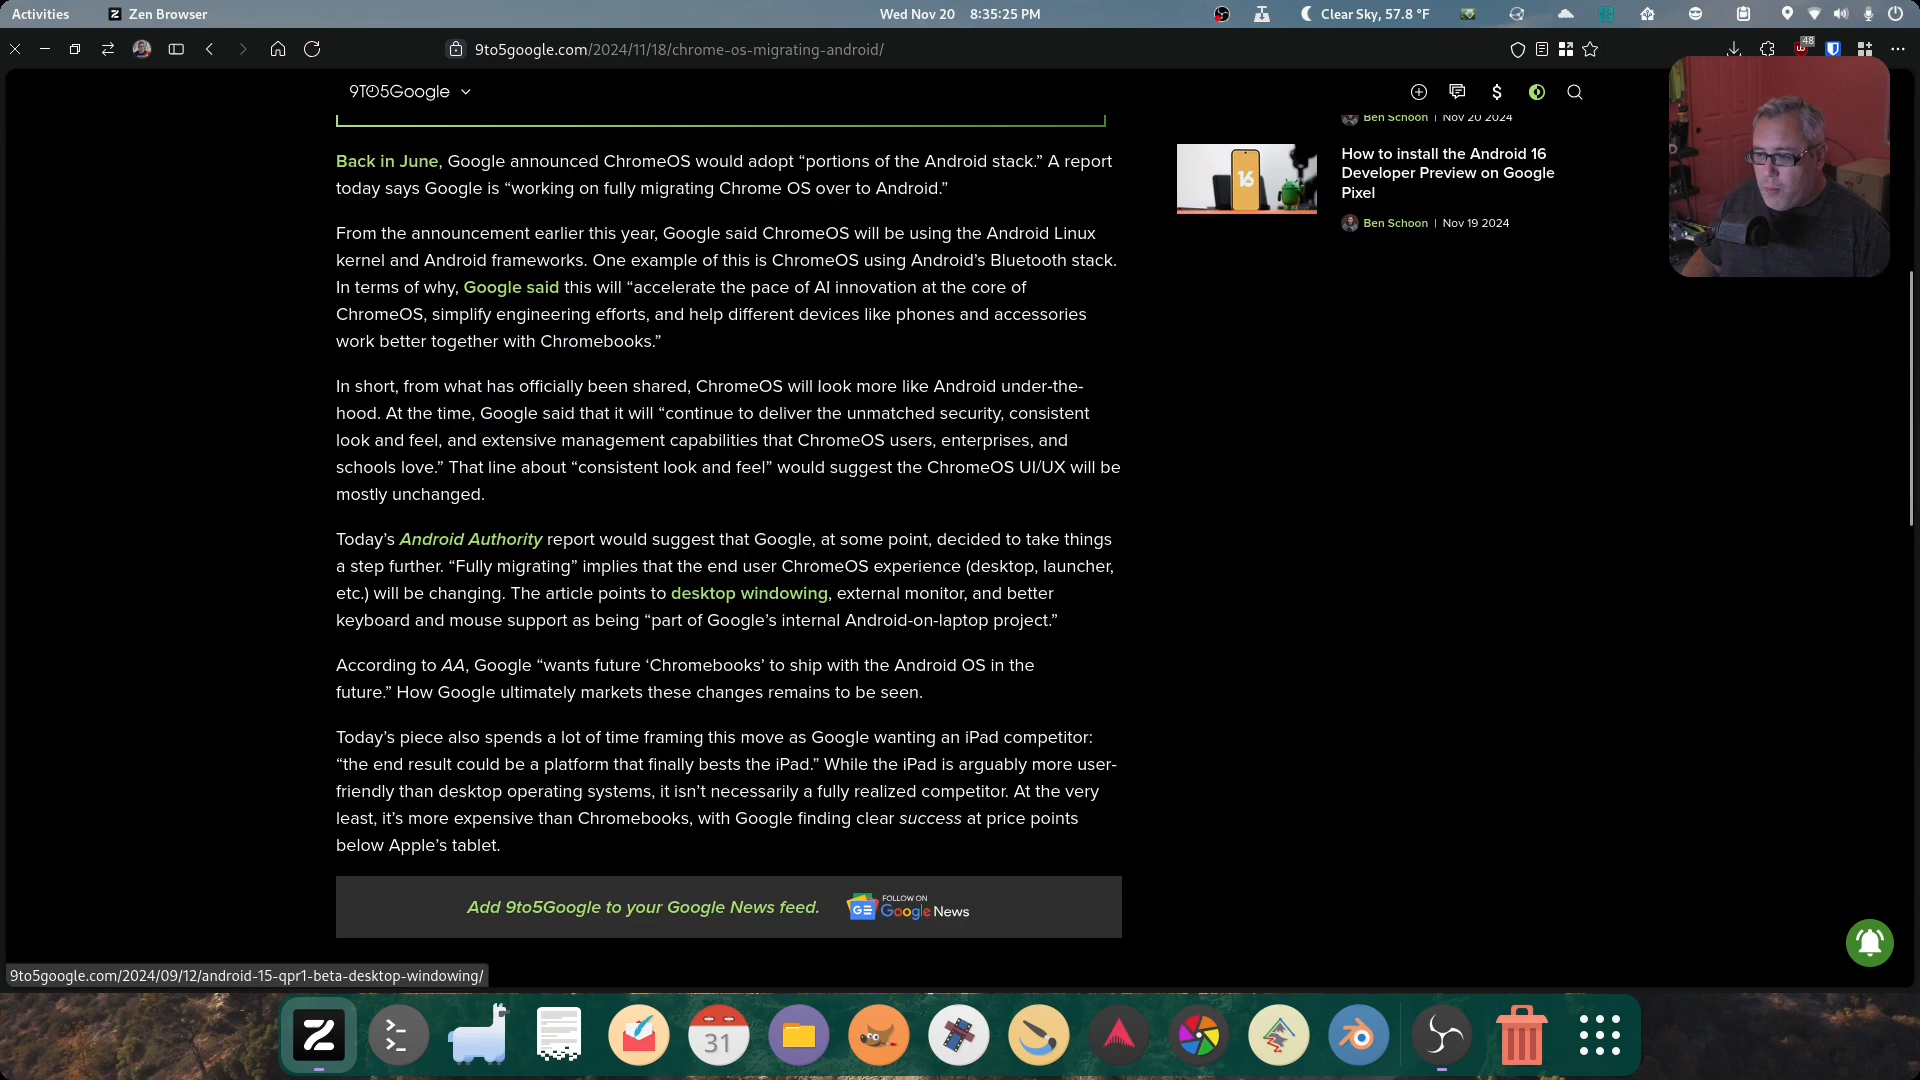 Activities
Zen Browser
Wed Nov 20 8:35:25 PM
Clear Sky, 57.8 °F
9to5google.com/2024/11/18/chrome-os-migrating-android/
48
9TO5Google
Back in June, Google announced ChromeOS would adopt “portions of the Android stack.” A report
today says Google is “working on fully migrating Chrome OS over to Android.”
From the announcement earlier this year, Google said ChromeOS will be using the Android Linux
kernel and Android frameworks. One example of this is ChromeOS using Android’s Bluetooth stack.
In terms of why, Google said this will “accelerate the pace of AI innovation at the core of
ChromeOS, simplify engineering efforts, and help different devices like phones and accessories
work better together with Chromebooks.”
In short, from what has officially been shared, ChromeOS will look more like Android under-the-
hood. At the time, Google said that it will “continue to deliver the unmatched security, consistent
look and feel, and extensive management capabilities that ChromeOS users, enterprises, and
schools love.” That line about “consistent look and feel” would suggest the ChromeOS UI/UX will be
mostly unchanged.
Today’s Android Authority report would suggest that Google, at some point, decided to take things
a step further. “Fully migrating” implies that the end user ChromeOS experience (desktop, launcher,
etc.) will be changing. The article points to desktop windowing, external monitor, and better
keyboard and mouse support as being “part of Google’s internal Android-on-laptop project.”
According to AA, Google “wants future ‘Chromebooks’ to ship with the Android OS in the
future.” How Google ultimately markets these changes remains to be seen.
Today’s piece also spends a lot of time framing this move as Google wanting an iPad competitor:
“the end result could be a platform that finally bests the iPad.” While the iPad is arguably more user-
friendly than desktop operating systems, it isn’t necessarily a fully realized competitor. At the very
least, it’s more expensive than Chromebooks, with Google finding clear success at price points
below Apple’s tablet.
Add 9to5Google to your Google News feed.
FOLLOW ON
Google News
Ben Schoon | Nov 20 2024
16
How to install the Android 16
Developer Preview on Google
Pixel
Ben Schoon | Nov 19 2024
9to5google.com/2024/09/12/android-15-qpr1-beta-desktop-windowing/
31